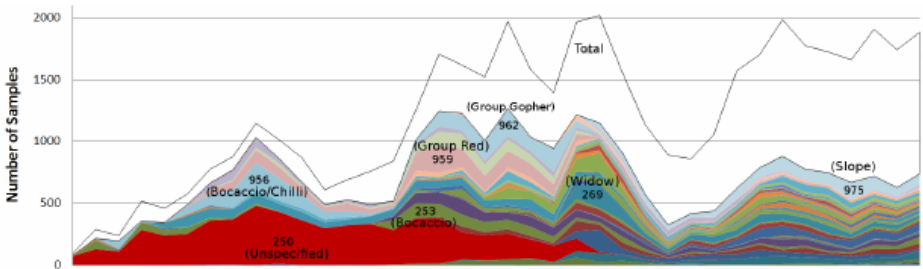 2000
Total
1500
Number of Samples
(Group Gopher)
962
1000
(Group Red)
959
(Slope)
956
(Bocaccio/Chilli)
(Widow)
975
269
500
253
(Bocaccio)
250
(Unspecified)
0